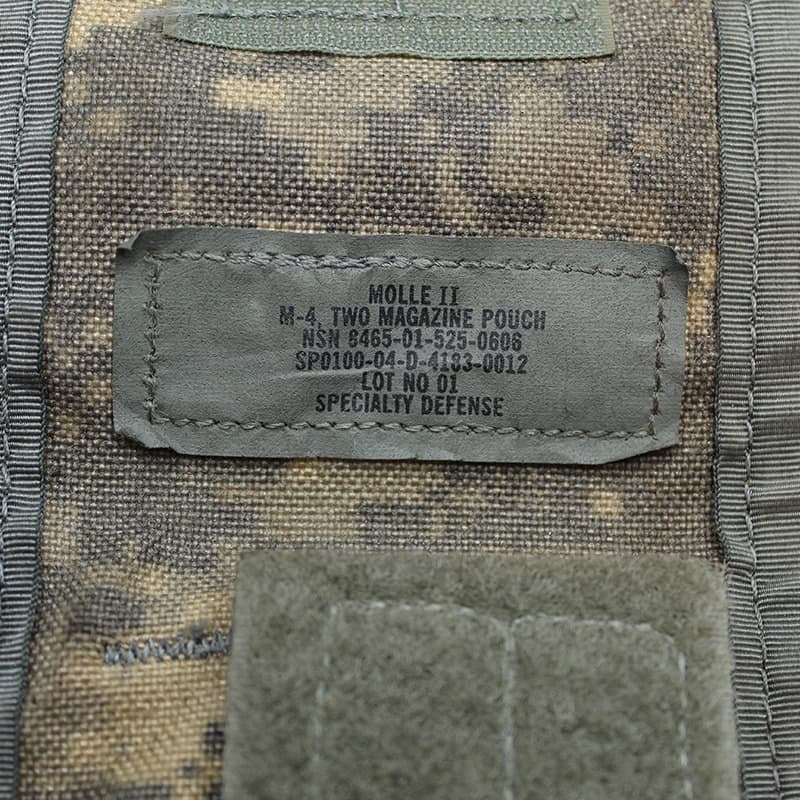 MOLLE II
M-4, TWO MAGAZINE POUCH
NSN 8465-01-525-0606
SP0100-04-D-4183-0012
LOT NO 01
SPECIALTY DEFENSE